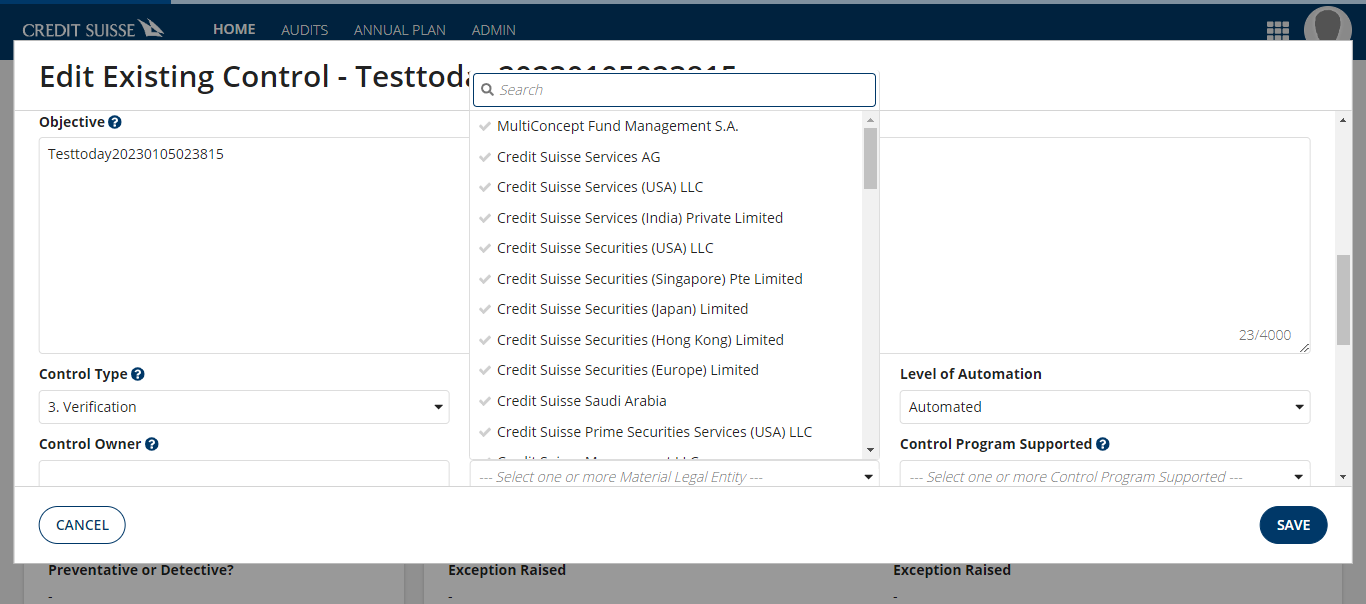 CREDIT SUISSE
HOME AUDITS ANNUAL PLAN ADMIN
Edit Existing Control - Testtoday20230105023815
Search
MultiConcept Fund Management S.A.
Credit Suisse Services AG
Credit Suisse Services (USA) LLC
Credit Suisse Services (India) Private Limited
Credit Suisse Securities (USA) LLC
Credit Suisse Securities (Singapore) Pte Limited
Credit Suisse Securities (Japan) Limited
Credit Suisse Securities (Hong Kong) Limited
Credit Suisse Securities (Europe) Limited
Credit Suisse Saudi Arabia
Credit Suisse Prime Securities Services (USA) LLC
Objective
Testtoday20230105023815
23/4000
Control Type
3. Verification
Level of Automation
Automated
Control Owner
--- Select one or more Material Legal Entity ---
Control Program Supported
--- Select one or more Control Program Supported ---
CANCEL
SAVE
Preventative or Detective?
-
Exception Raised
-
Exception Raised
-